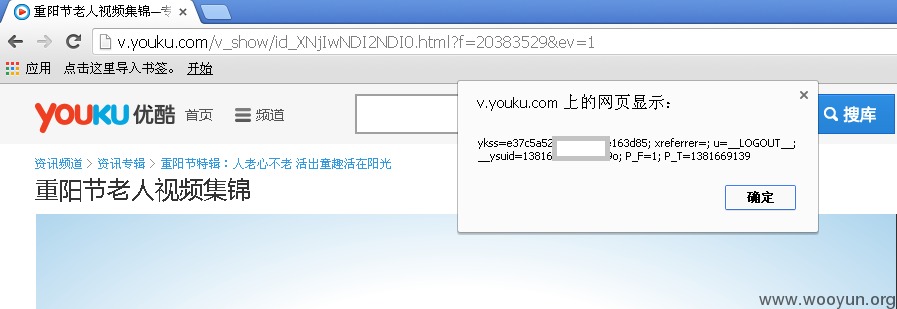 重阳节老人视频集锦—专
v.youku.com/v_show/id_XNjIwNDI2NDI0.html?f=20383529&ev=1
应用 点击这里导入书签。 开始
YOUKU 优酷 首页 频道 搜库
v.youku.com 上的网页显示：
ykss=e37c5a52 e163d85; xreferrer=; u=__LOGOUT__;
__ysuid=13816 9o; P_F=1; P_T=1381669139
确定
资讯频道 > 资讯专辑 > 重阳节特辑：人老心不老 活出童趣活在阳光
重阳节老人视频集锦
www.wooyun.org